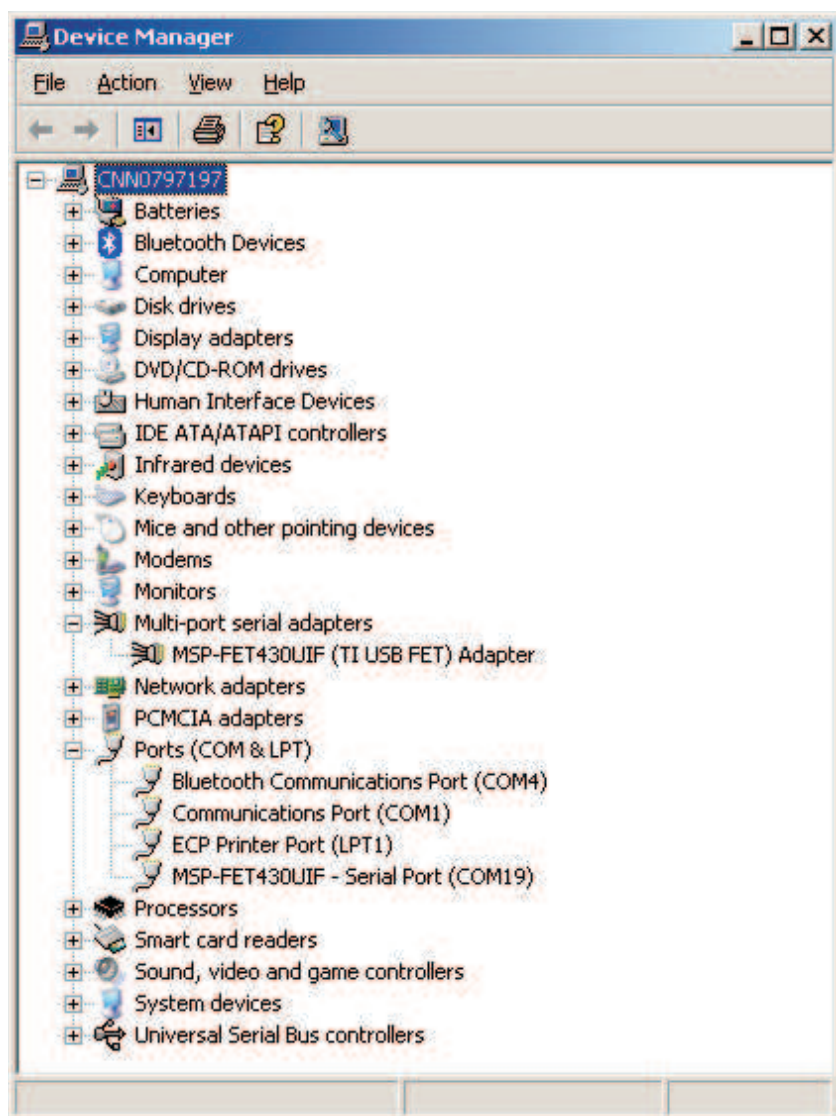 Device Manager
File Action View Help
CNN0797197
Batteries
Bluetooth Devices
Computer
Disk drives
Display adapters
DVD/CD-ROM drives
Human Interface Devices
IDE ATA/ATAPI controllers
Infrared devices
Keyboards
Mice and other pointing devices
Modems
Monitors
Multi-port serial adapters
MSP-FET430UIF (TI USB FET) Adapter
Network adapters
PCMCIA adapters
Ports (COM & LPT)
Bluetooth Communications Port (COM4)
Communications Port (COM1)
ECP Printer Port (LPT1)
MSP-FET430UIF - Serial Port (COM19)
Processors
Smart card readers
Sound, video and game controllers
System devices
Universal Serial Bus controllers